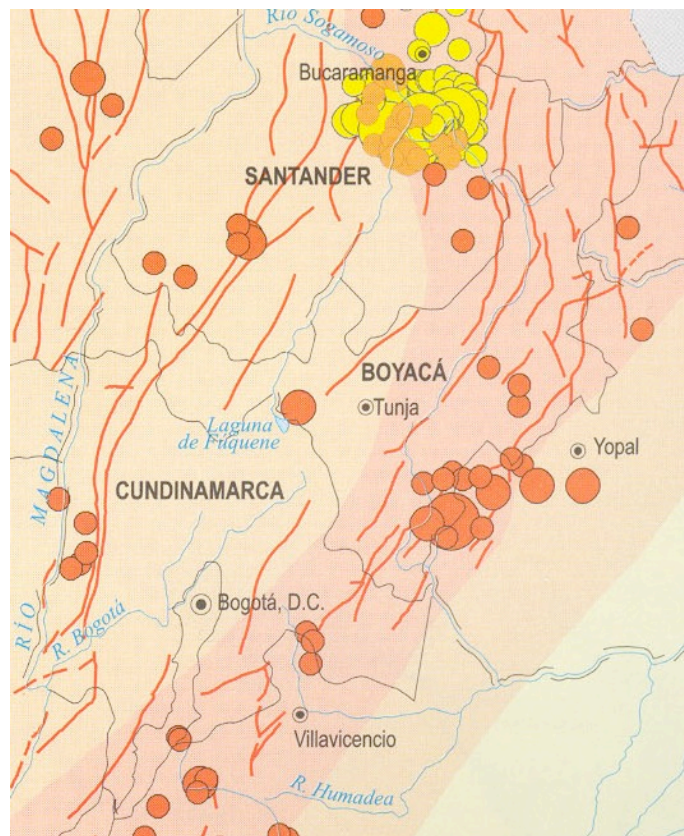 Río Sogamoso
Bucaramanga
SANTANDER
MAGDALENA
RÍO
BOYACÁ
Tunja
Laguna
de Fúquene
Yopal
CUNDINAMARCA
Bogotá, D.C.
R. Bogotá
Villavicencio
R. Humadea